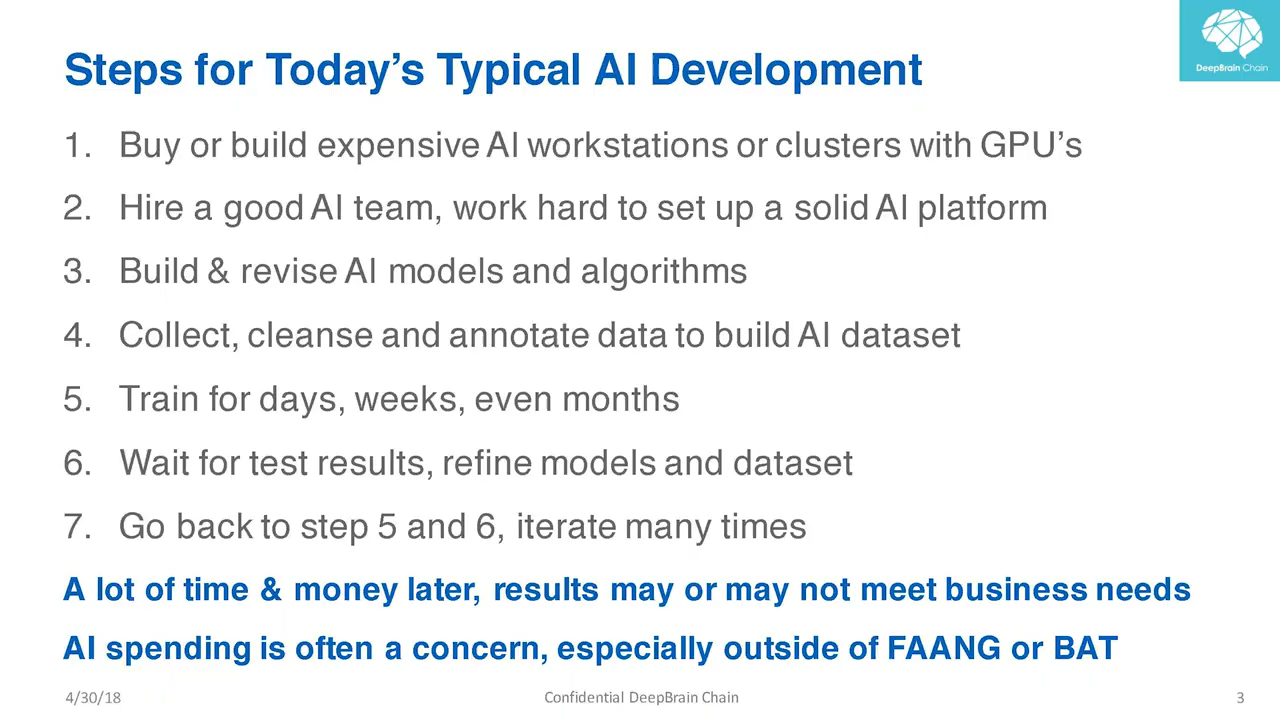 Steps for Today’s Typical AI Development
DeepBrain Chain
1. Buy or build expensive AI workstations or clusters with GPU’s
2. Hire a good AI team, work hard to set up a solid AI platform
3. Build & revise AI models and algorithms
4. Collect, cleanse and annotate data to build AI dataset
5. Train for days, weeks, even months
6. Wait for test results, refine models and dataset
7. Go back to step 5 and 6, iterate many times
A lot of time & money later, results may or may not meet business needs
AI spending is often a concern, especially outside of FAANG or BAT
4/30/18 Confidential DeepBrain Chain 3